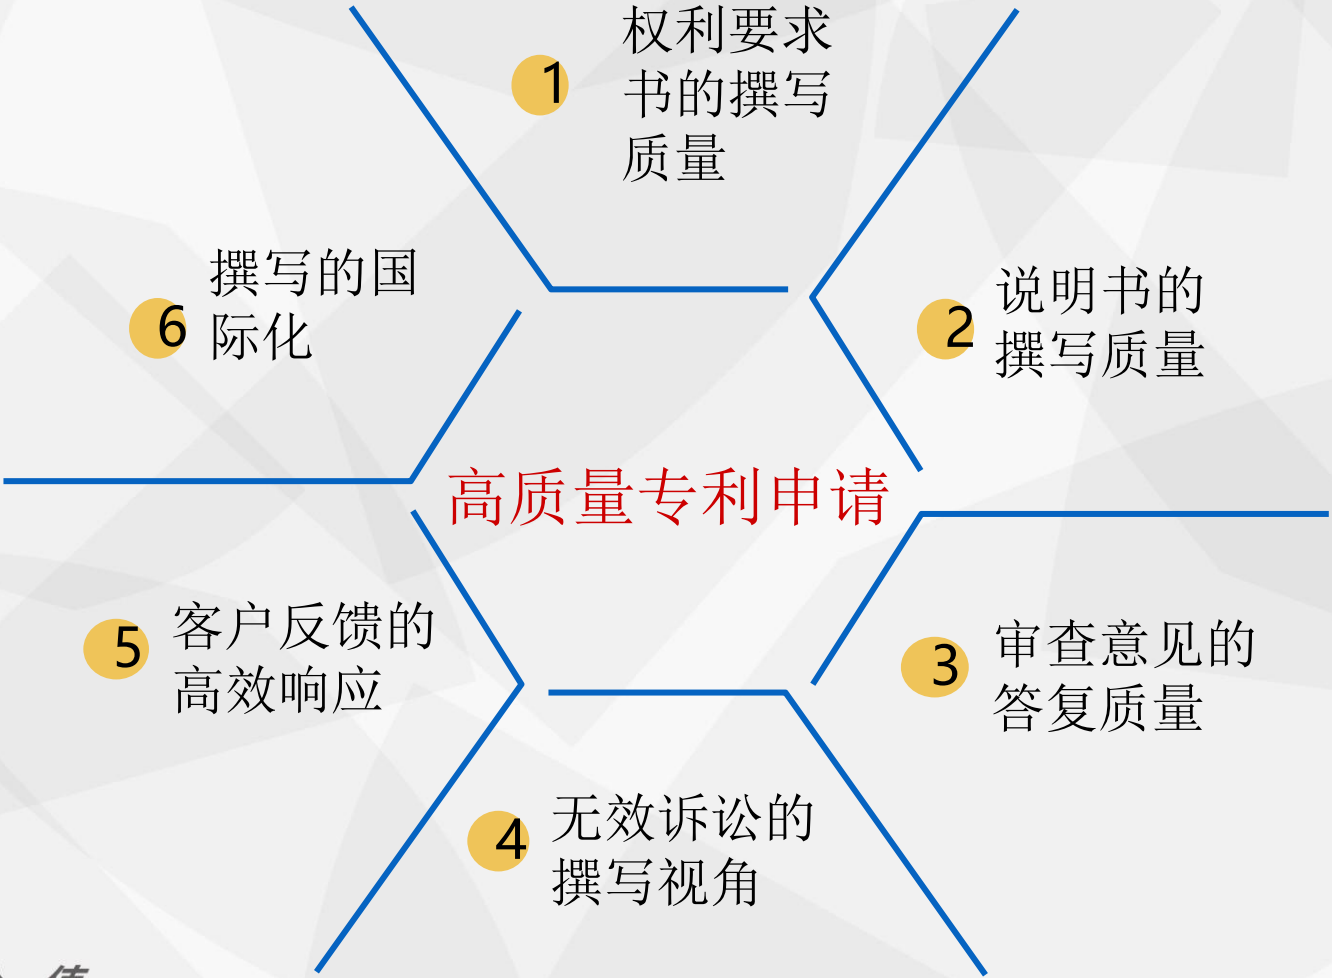 1
权利要求
书的撰写
质量
2
说明书的
撰写质量
3
审查意见的
答复质量
4
无效诉讼的
撰写视角
5
客户反馈的
高效响应
6
撰写的国
际化
高质量专利申请